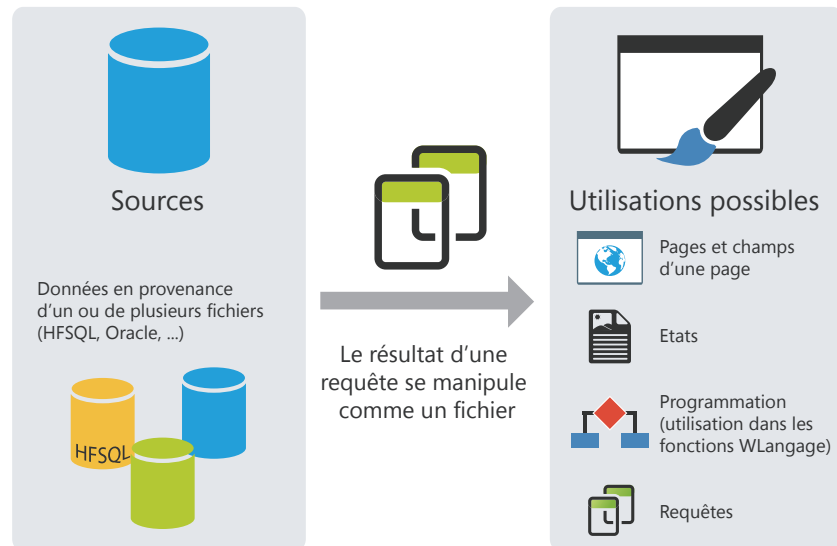 Sources
Données en provenance
d'un ou de plusieurs fichiers
(HFSQL, Oracle, ...)
HFSQL
Le résultat d'une
requête se manipule
comme un fichier
Utilisations possibles
Pages et champs
d'une page
Etats
Programmation
(utilisation dans les
fonctions WLangage)
Requêtes